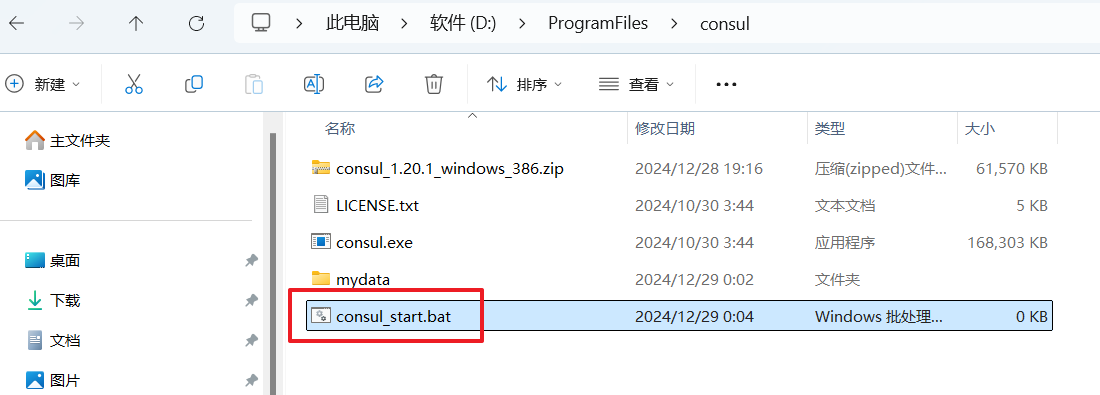 此电脑 > 软件 (D:) > ProgramFiles > consul
新建 排序 查看
名称 修改日期 类型 大小
主文件夹
图库
桌面
下载
文档
图片
consul_1.20.1_windows_386.zip 2024/12/28 19:16 压缩(zipped)文件... 61,570 KB
LICENSE.txt 2024/10/30 3:44 文本文档 5 KB
consul.exe 2024/10/30 3:44 应用程序 168,303 KB
mydata 2024/12/29 0:02 文件夹
consul_start.bat 2024/12/29 0:04 Windows 批处理... 0 KB